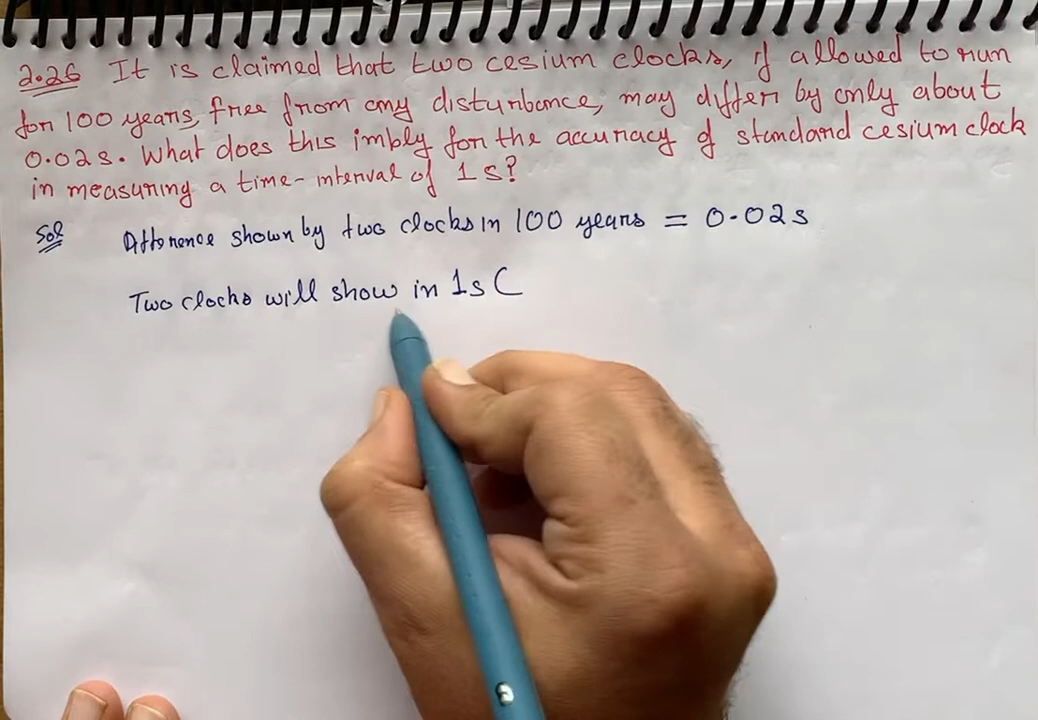 2.26 It is claimed that two cesium clocks, if allowed to run
for 100 years, free from any disturbance, may differ by only about
0.02 s. What does this imbly for the accuracy of standard cesium clock
in measuring a time-interval of 1 s?
Sol Difference shown by two clocks in 100 years = 0.02 s
Two clocks will show in 1s C